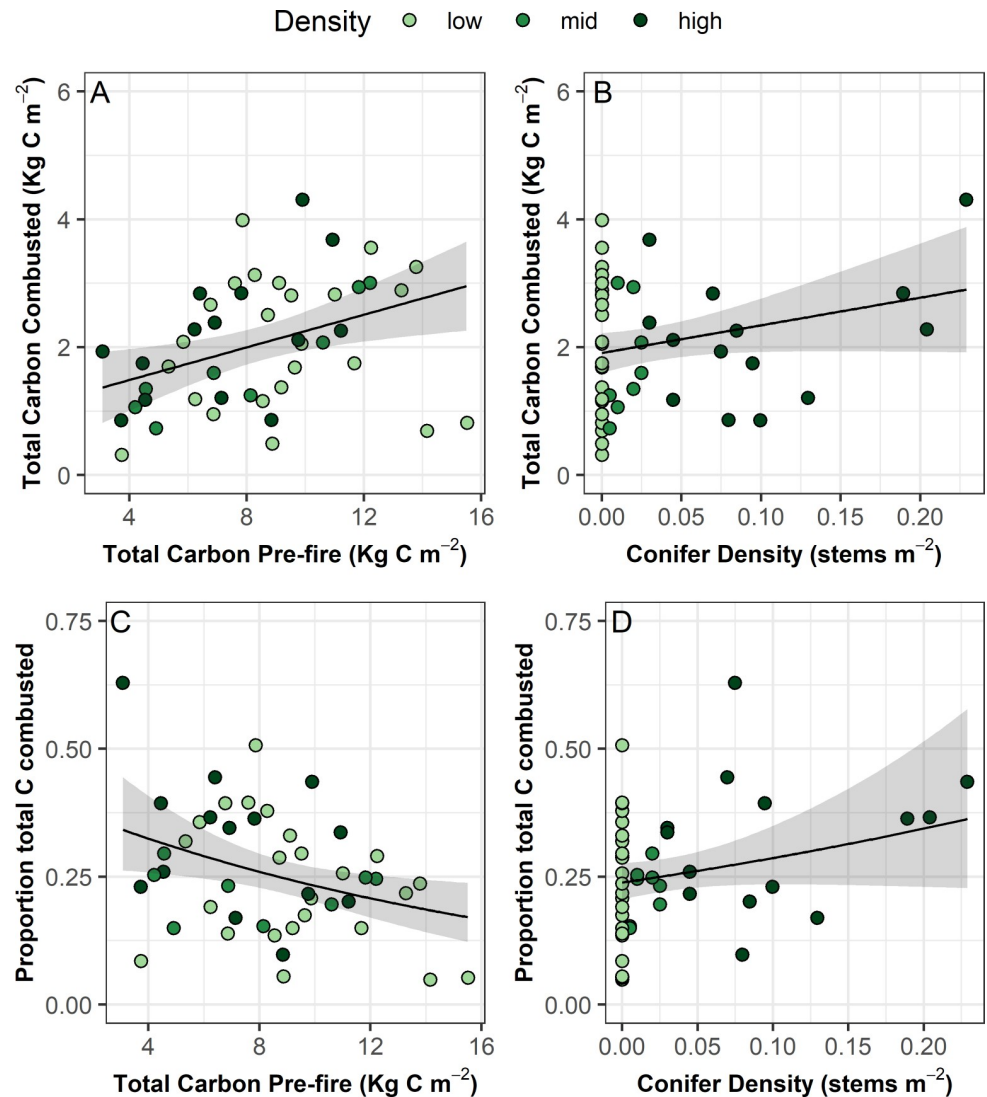 Density low mid high
A
6
4
2
0
4 8 12 16
Total Carbon Combusted (Kg C m⁻²)
Total Carbon Pre-fire (Kg C m⁻²)
B
6
4
2
0
0.00 0.05 0.10 0.15 0.20
Total Carbon Combusted (Kg C m⁻²)
Conifer Density (stems m⁻²)
C
0.75
0.50
0.25
0.00
4 8 12 16
Proportion total C combusted
Total Carbon Pre-fire (Kg C m⁻²)
D
0.75
0.50
0.25
0.00
0.00 0.05 0.10 0.15 0.20
Proportion total C combusted
Conifer Density (stems m⁻²)